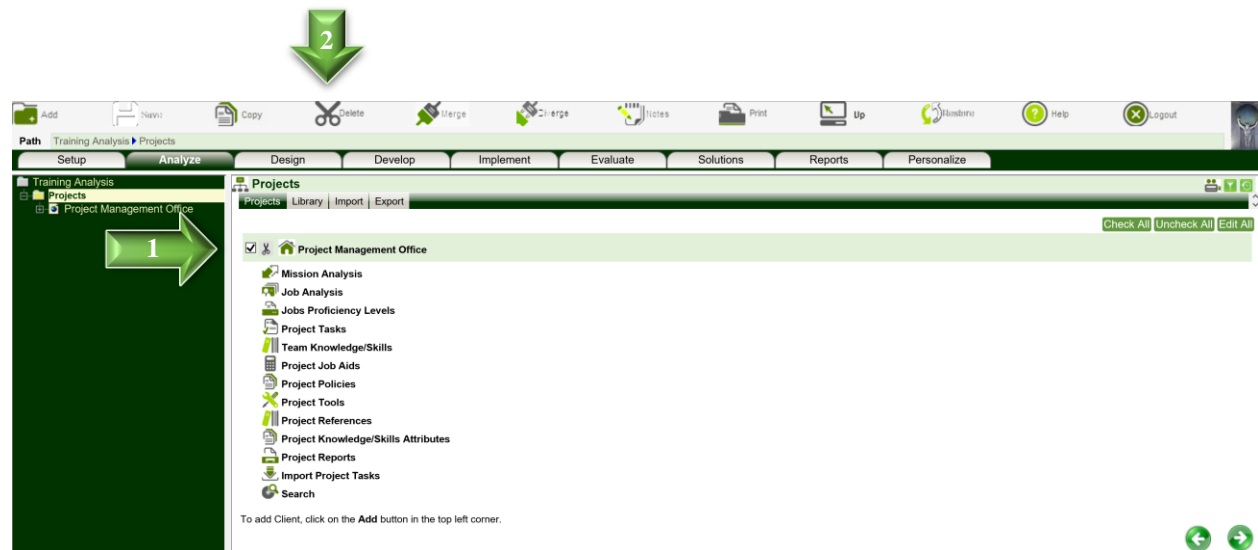 2
Add Save Copy Delete Merge Diverge Notes Print Up Restore Help Logout
Path Training Analysis Projects
Setup Analyze Design Develop Implement Evaluate Solutions Reports Personalize
Training Analysis
Projects
Project Management Office
1
Projects
Projects Library Import Export
Check All Uncheck All Edit All
Project Management Office
Mission Analysis
Job Analysis
Jobs Proficiency Levels
Project Tasks
Team Knowledge/Skills
Project Job Aids
Project Policies
Project Tools
Project References
Project Knowledge/Skills Attributes
Project Reports
Import Project Tasks
Search
To add Client, click on the Add button in the top left corner.